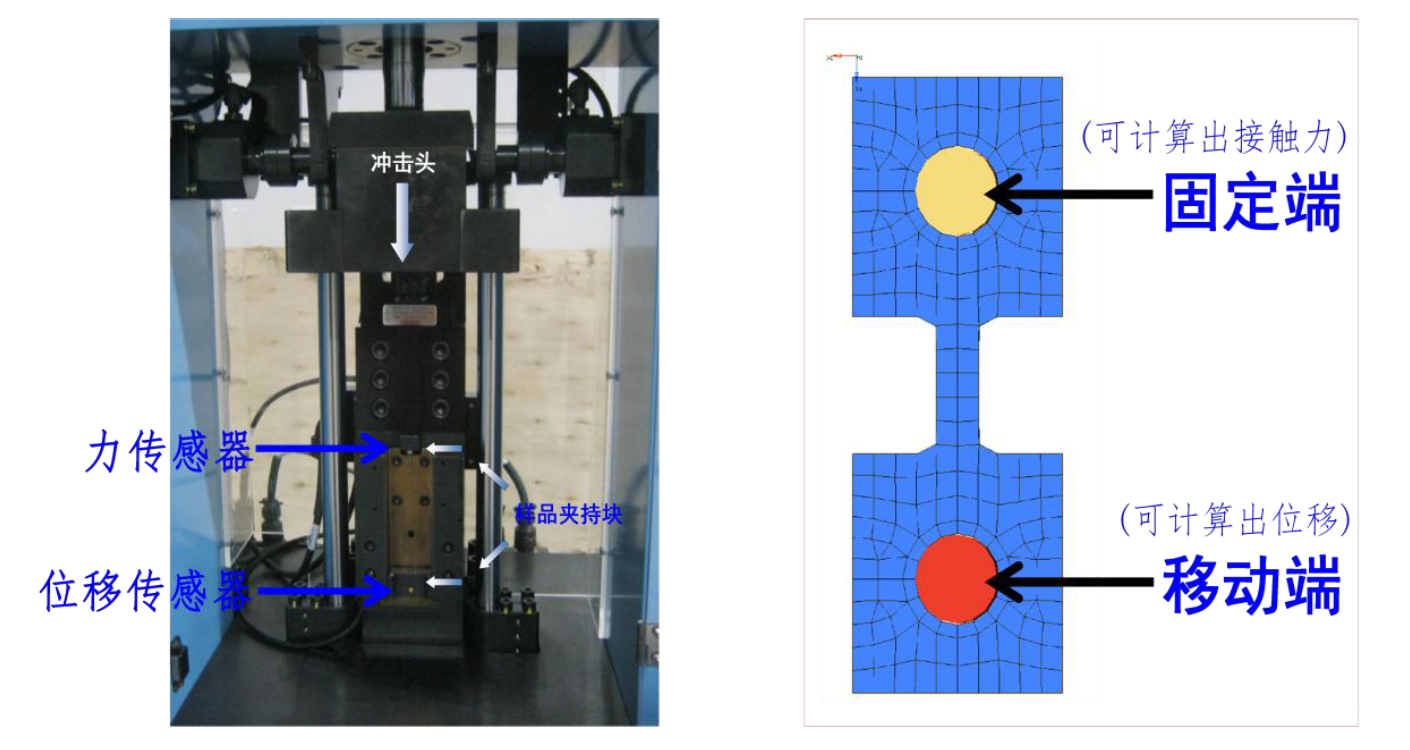 冲击头
力传感器
样品夹持块
位移传感器
(可计算出接触力)
固定端
(可计算出位移)
移动端